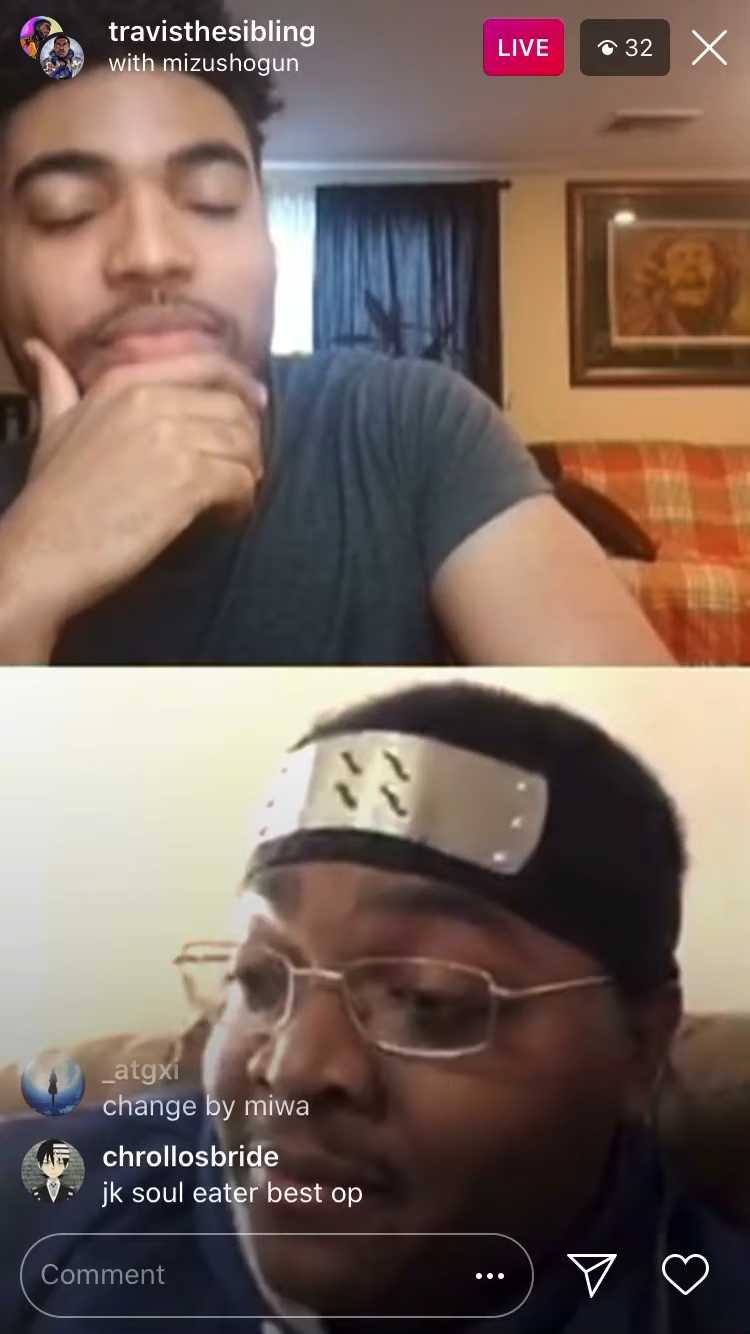 travisthesibling
with mizushogun
LIVE
32
_atgxi
change by miwa
chrollosbride
jk soul eater best op
Comment